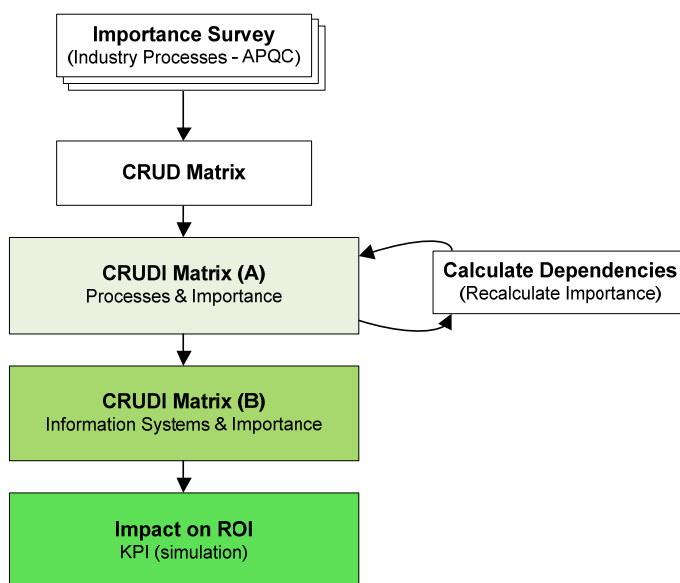 Importance Survey
(Industry Processes - APQC)
CRUD Matrix
CRUDI Matrix (A)
Processes & Importance
Calculate Dependencies
(Recalculate Importance)
CRUDI Matrix (B)
Information Systems & Importance
Impact on ROI
KPI (simulation)